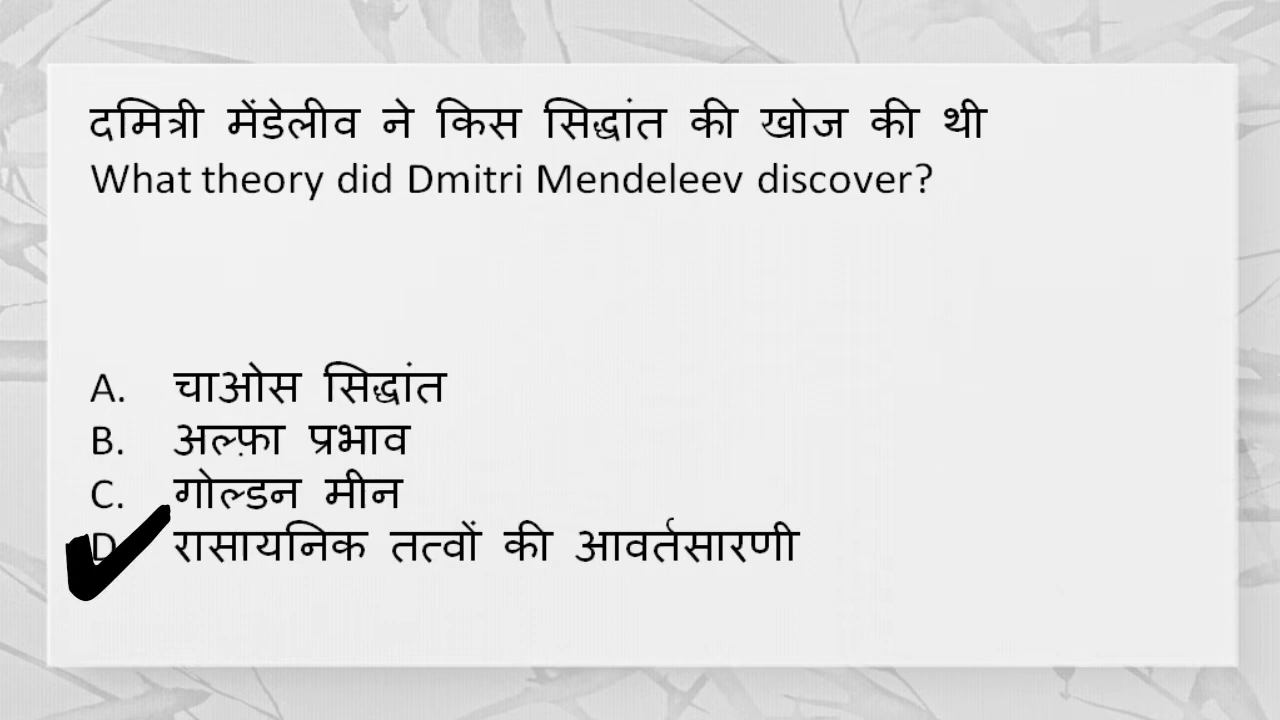 दमित्री मेंडेलीव ने किस सिद्धांत की खोज की थी
What theory did Dmitri Mendeleev discover?
A. चाओस सिद्धांत
B. अल्फ़ा प्रभाव
C. गोल्डन मीन
D रासायनिक तत्वों की आवर्तसारणी